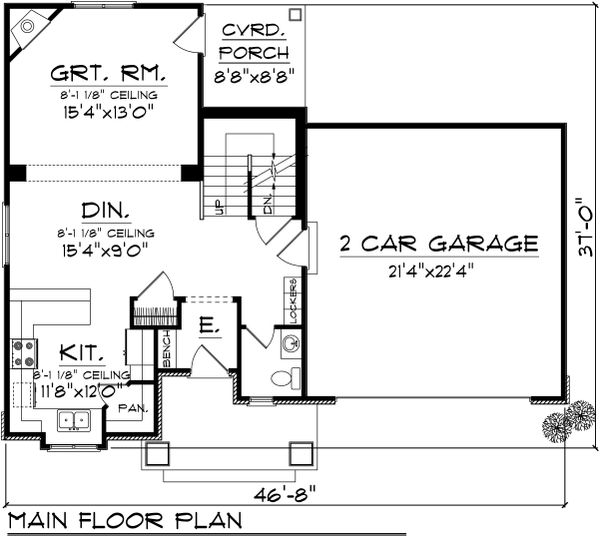 CVRD.
PORCH
8'8"x8'8"
GRT. RM.
8'-1 1/8" CEILING
15'4"x13'0"
UP
DN.
DIN.
8'-1 1/8" CEILING
15'4"x9'0"
2 CAR GARAGE
21'4"x22'4"
37'-0"
LOCKERS
E.
BENCH
KIT.
8'-1 1/8" CEILING
11'8"x12'0"
PAN.
46'-8"
MAIN FLOOR PLAN